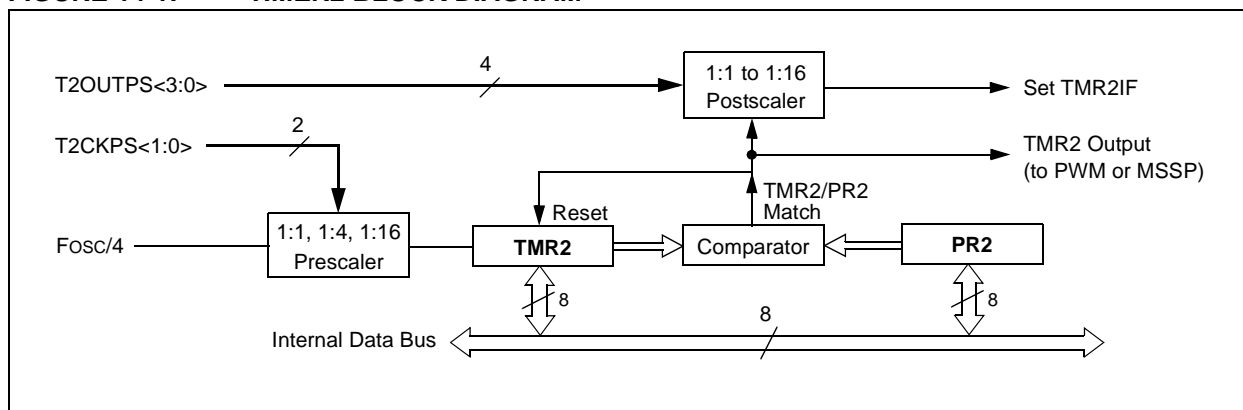 4
1:1 to 1:16
Postscaler
T2OUTPS<3:0>
Set TMR2IF
2
T2CKPS<1:0>
TMR2 Output
(to PWM or MSSP)
TMR2/PR2
Match
Reset
1:1, 1:4, 1:16
Prescaler
FOSC/4
TMR2
Comparator
PR2
8
8
8
Internal Data Bus